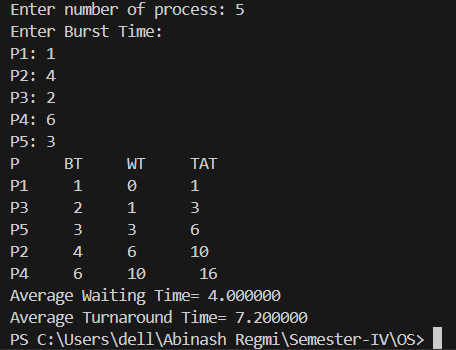 Enter number of process: 5
Enter Burst Time:
P1: 1
P2: 4
P3: 2
P4: 6
P5: 3
P     BT     WT     TAT
P1     1     0      1
P3     2     1      3
P5     3     3      6
P2     4     6      10
P4     6     10      16
Average Waiting Time= 4.000000
Average Turnaround Time= 7.200000
PS C:\Users\dell\Abinash Regmi\Semester-IV\OS>